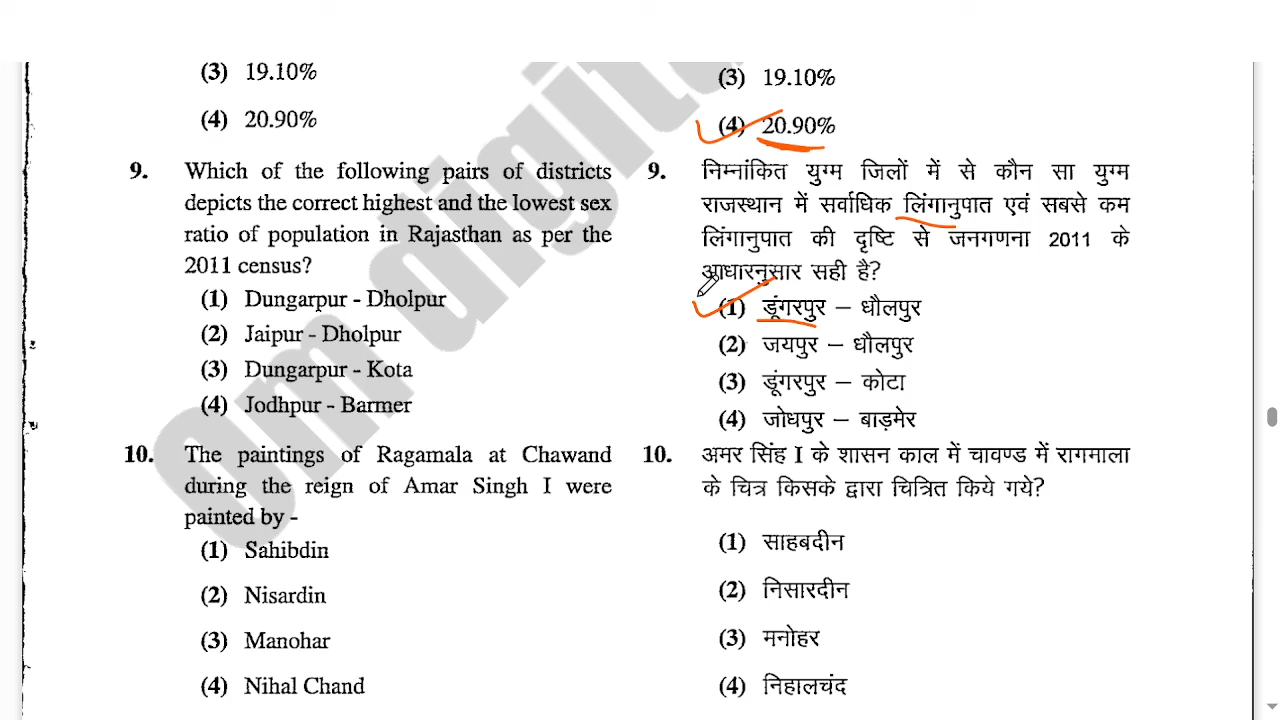 (3) 19.10%
(4) 20.90%
9. Which of the following pairs of districts
depicts the correct highest and the lowest sex
ratio of population in Rajasthan as per the
2011 census?
(1) Dungarpur - Dholpur
(2) Jaipur - Dholpur
(3) Dungarpur - Kota
(4) Jodhpur - Barmer
10. The paintings of Ragamala at Chawand
during the reign of Amar Singh I were
painted by -
(1) Sahibdin
(2) Nisardin
(3) Manohar
(4) Nihal Chand
(3) 19.10%
(4) 20.90%
9. निम्नांकित युग्म जिलों में से कौन सा युग्म
राजस्थान में सर्वाधिक लिंगानुपात एवं सबसे कम
लिंगानुपात की दृष्टि से जनगणना 2011 के
आधारनुसार सही है?
(1) डूंगरपुर – धौलपुर
(2) जयपुर – धौलपुर
(3) डूंगरपुर – कोटा
(4) जोधपुर – बाड़मेर
10. अमर सिंह I के शासन काल में चावण्ड में रागमाला
के चित्र किसके द्वारा चित्रित किये गये?
(1) साहबदीन
(2) निसारदीन
(3) मनोहर
(4) निहालचंद
Om digital